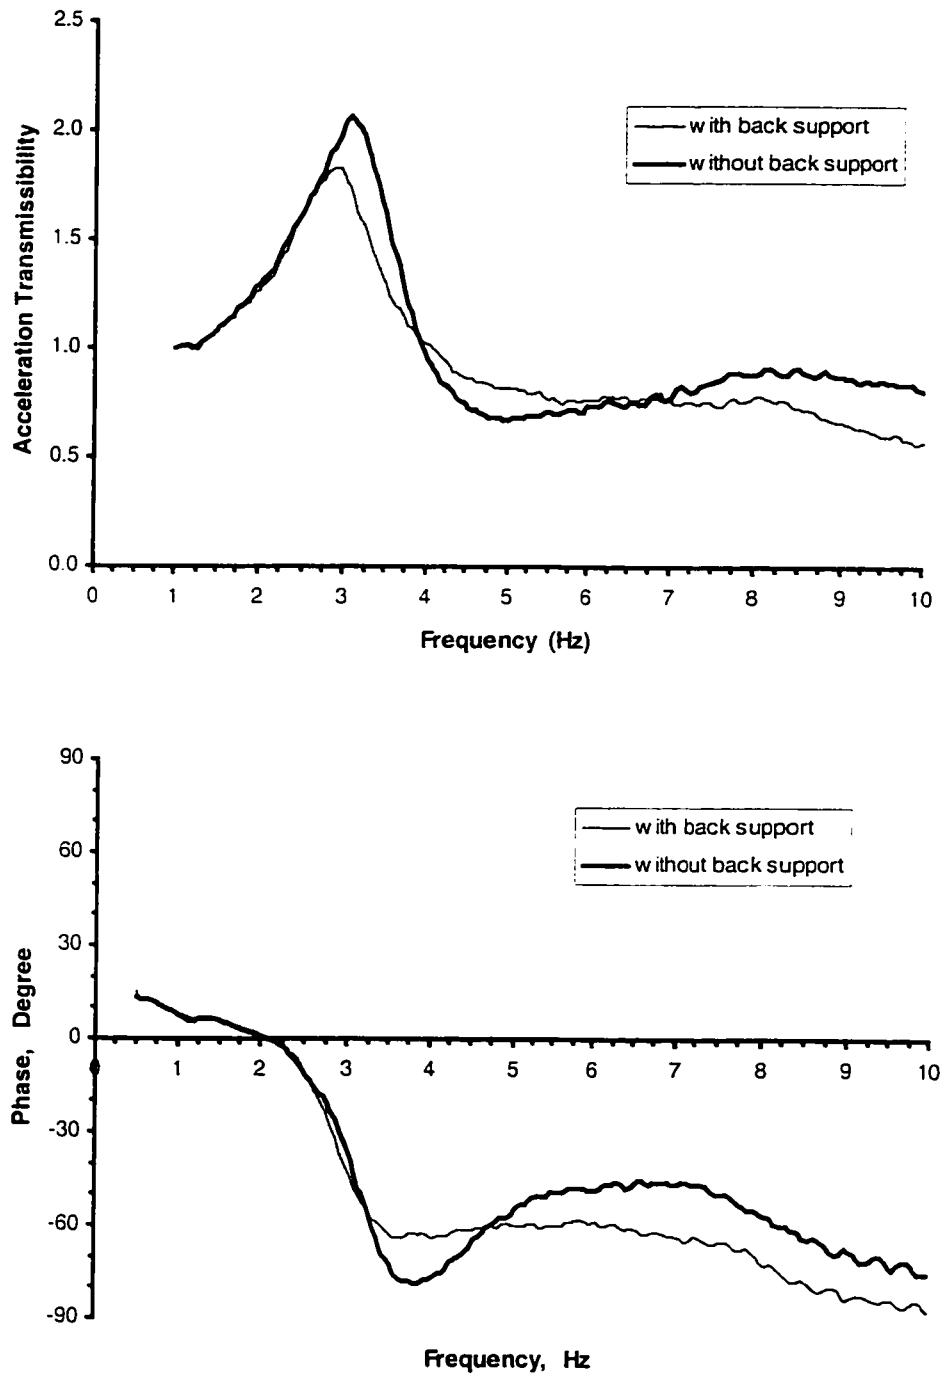 2.5
2.0
1.5
1.0
0.5
0.0
Acceleration Transmissibility
with back support
without back support
0 1 2 3 4 5 6 7 8 9 10
Frequency (Hz)
90
60
30
0
-30
-60
-90
Phase, Degree
with back support
without back support
0 1 2 3 4 5 6 7 8 9 10
Frequency, Hz